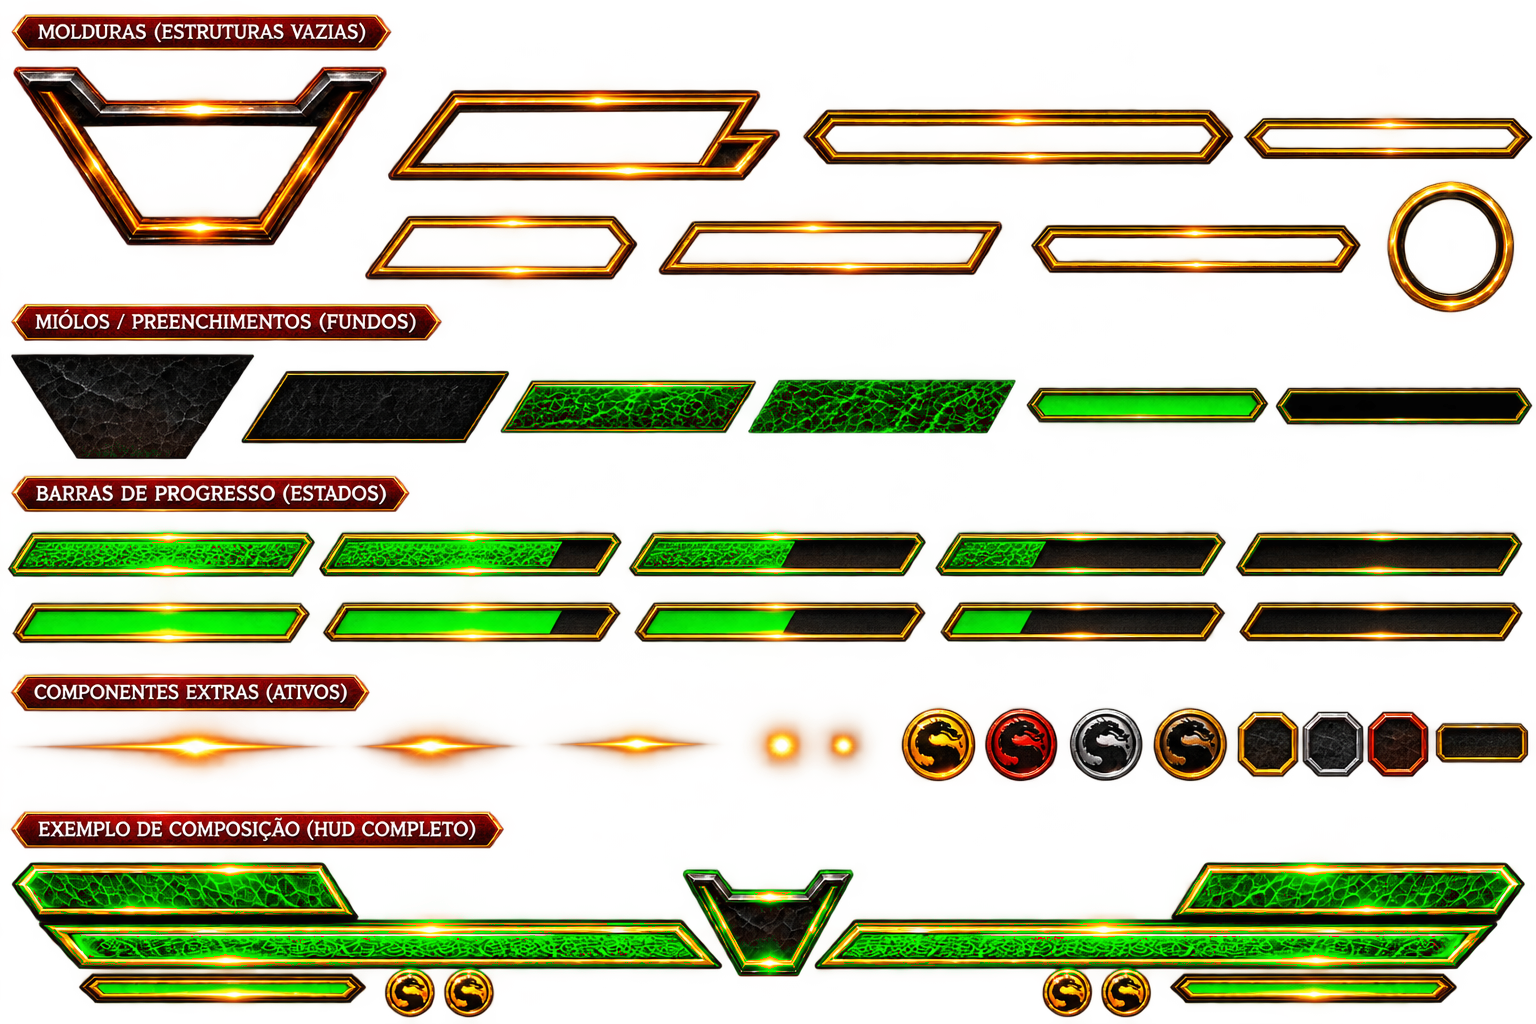 MOLDURAS (ESTRUTURAS VAZIAS)
MIÓLOS / PREENCHIMENTOS (FUNDOS)
BARRAS DE PROGRESSO (ESTADOS)
COMPONENTES EXTRAS (ATIVOS)
EXEMPLO DE COMPOSIÇÃO (HUD COMPLETO)